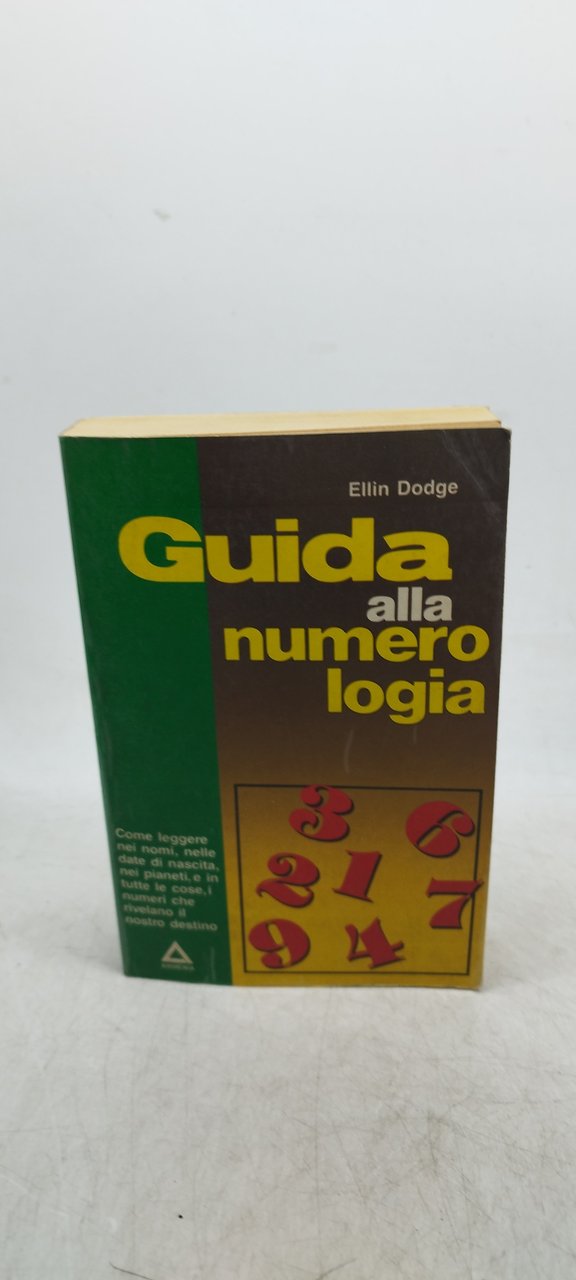 Ellin Dodge
Guida
alla
numero
logia
3 6
2 1 7
9 4
Come leggere
nei nomi, nelle
date di nascita,
nei pianeti, e in
tutte le cose, i
numeri che
rivelano il
nostro destino
ARMENIA